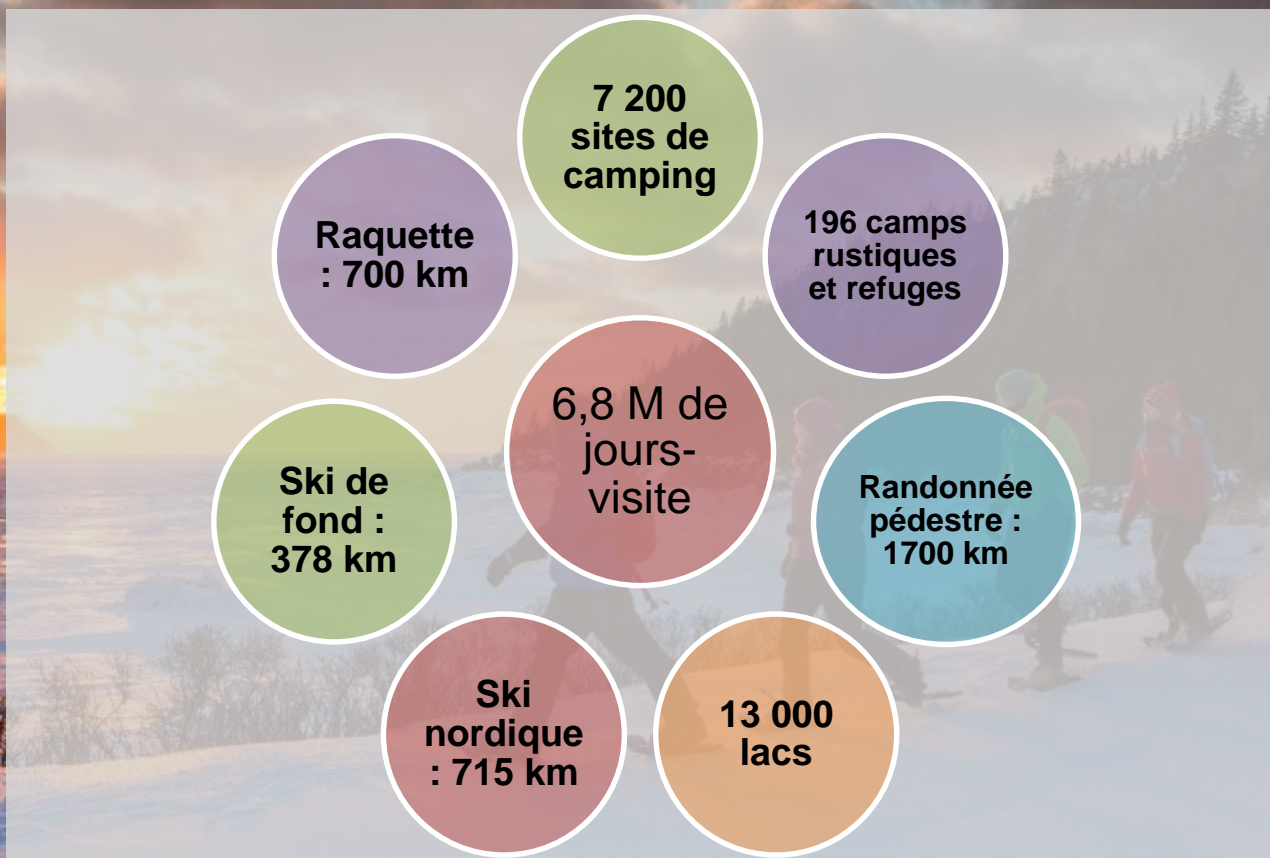 7 200
sites de
camping
196 camps
rustiques
et refuges
Randonnée
pédestre :
1700 km
13 000
lacs
Ski
nordique
: 715 km
Ski de
fond :
378 km
Raquette
: 700 km
6,8 M de
jours-
visite